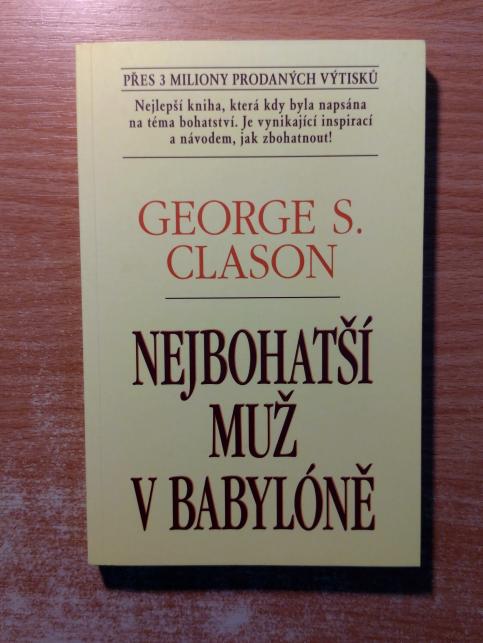 PŘES 3 MILIONY PRODANÝCH VÝTISKŮ
Nejlepší kniha, která kdy byla napsána
na téma bohatství. Je vynikající inspirací
a návodem, jak zbohatnout!
GEORGE S.
CLASON
NEJBOHATŠÍ
MUŽ
V BABYLÓNĚ